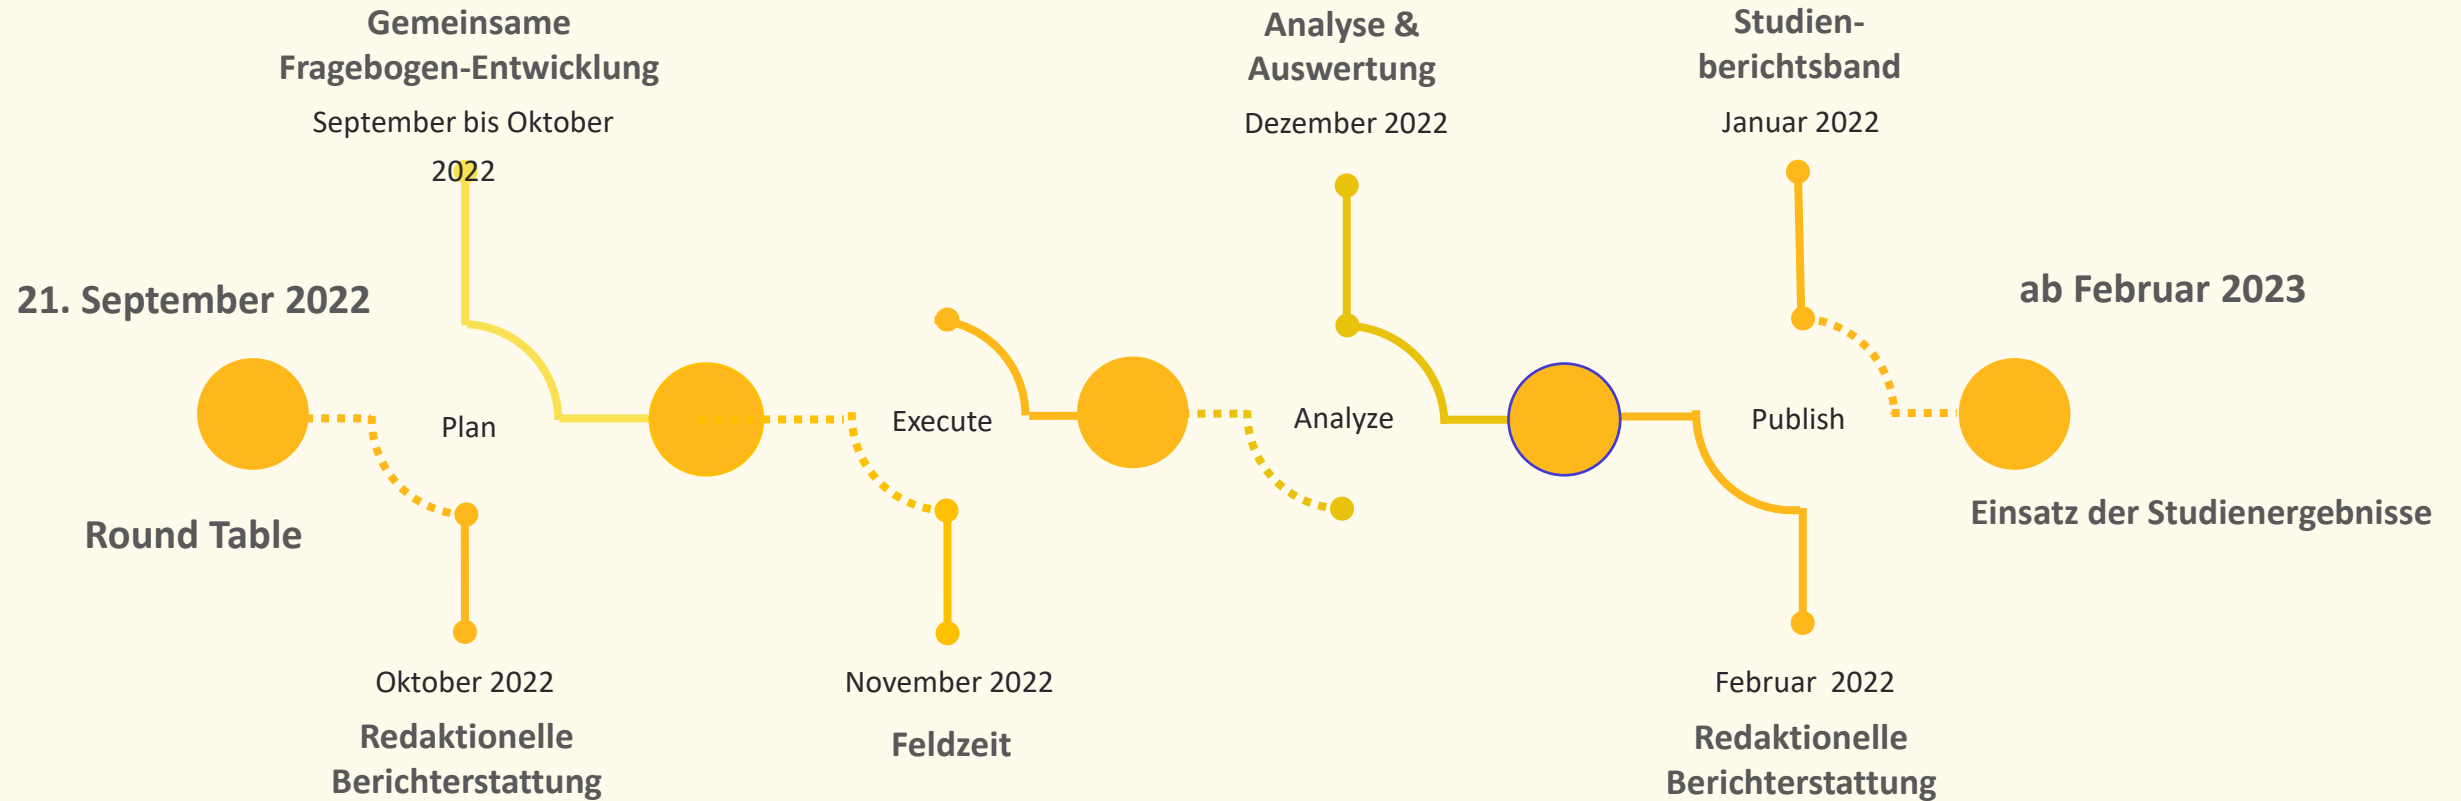 Gemeinsame
Fragebogen-Entwicklung
September bis Oktober
2022
Analyse &
Auswertung
Dezember 2022
Studien-
berichtsband
Januar 2022
21. September 2022
ab Februar 2023
Plan
Execute
Analyze
Publish
Round Table
Einsatz der Studienergebnisse
Oktober 2022
Redaktionelle
Berichterstattung
November 2022
Feldzeit
Februar  2022
Redaktionelle
Berichterstattung